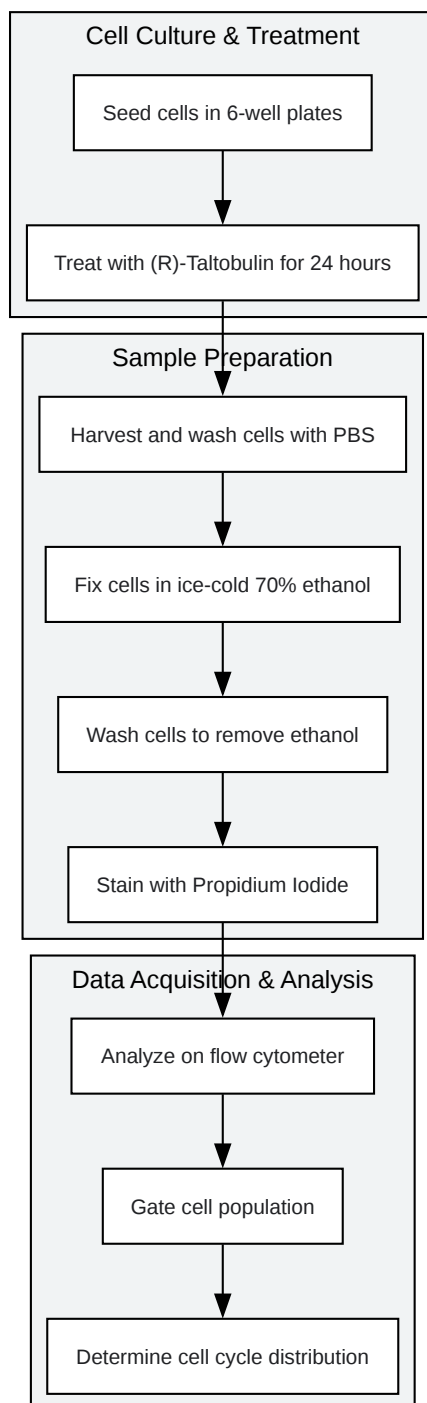 Cell Culture & Treatment
Seed cells in 6-well plates
Treat with (R)-Taltobulin for 24 hours
Sample Preparation
Harvest and wash cells with PBS
Fix cells in ice-cold 70% ethanol
Wash cells to remove ethanol
Stain with Propidium Iodide
Data Acquisition & Analysis
Analyze on flow cytometer
Gate cell population
Determine cell cycle distribution